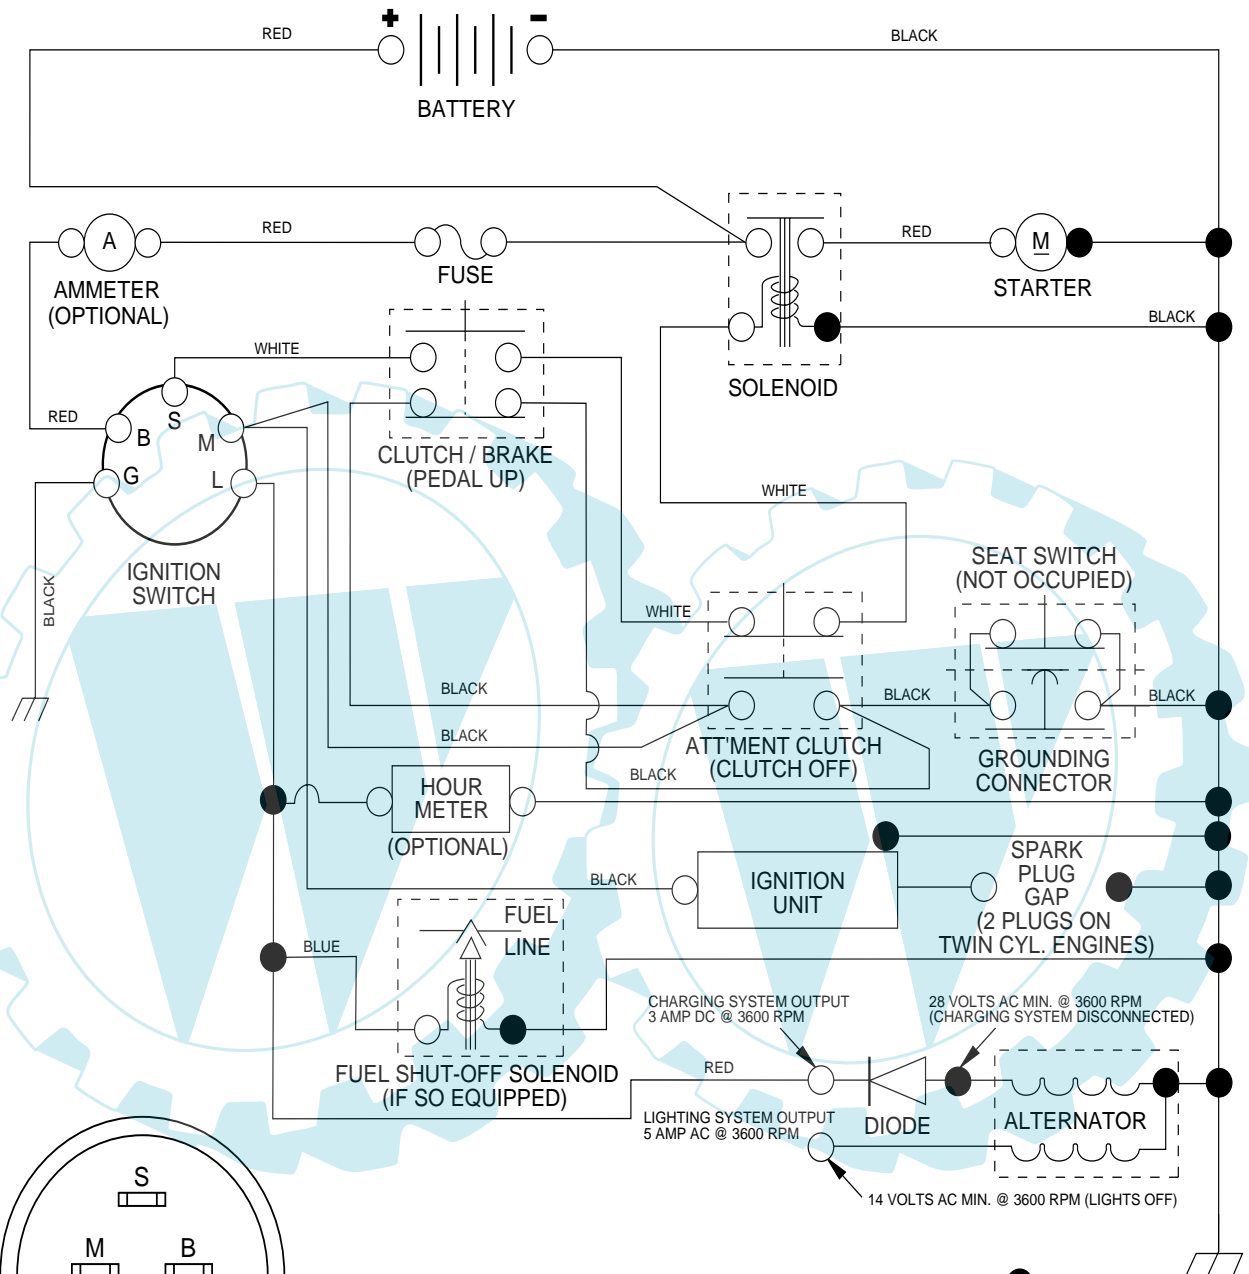 +
-
RED
BLACK
BATTERY
A
RED
RED
M
AMMETER
(OPTIONAL)
FUSE
STARTER
BLACK
WHITE
SOLENOID
RED
S
B
M
G
L
CLUTCH / BRAKE
(PEDAL UP)
WHITE
IGNITION
SWITCH
BLACK
SEAT SWITCH
(NOT OCCUPIED)
WHITE
BLACK
BLACK
BLACK
BLACK
ATT'MENT CLUTCH
(CLUTCH OFF)
GROUNDING
CONNECTOR
BLACK
HOUR
METER
(OPTIONAL)
SPARK
PLUG
GAP
(2 PLUGS ON
TWIN CYL. ENGINES)
BLACK
IGNITION
UNIT
FUEL
LINE
BLUE
CHARGING SYSTEM OUTPUT
3 AMP DC @ 3600 RPM
28 VOLTS AC MIN. @ 3600 RPM
(CHARGING SYSTEM DISCONNECTED)
FUEL SHUT-OFF SOLENOID
(IF SO EQUIPPED)
RED
LIGHTING SYSTEM OUTPUT
5 AMP AC @ 3600 RPM
DIODE
ALTERNATOR
14 VOLTS AC MIN. @ 3600 RPM (LIGHTS OFF)
S
M
B